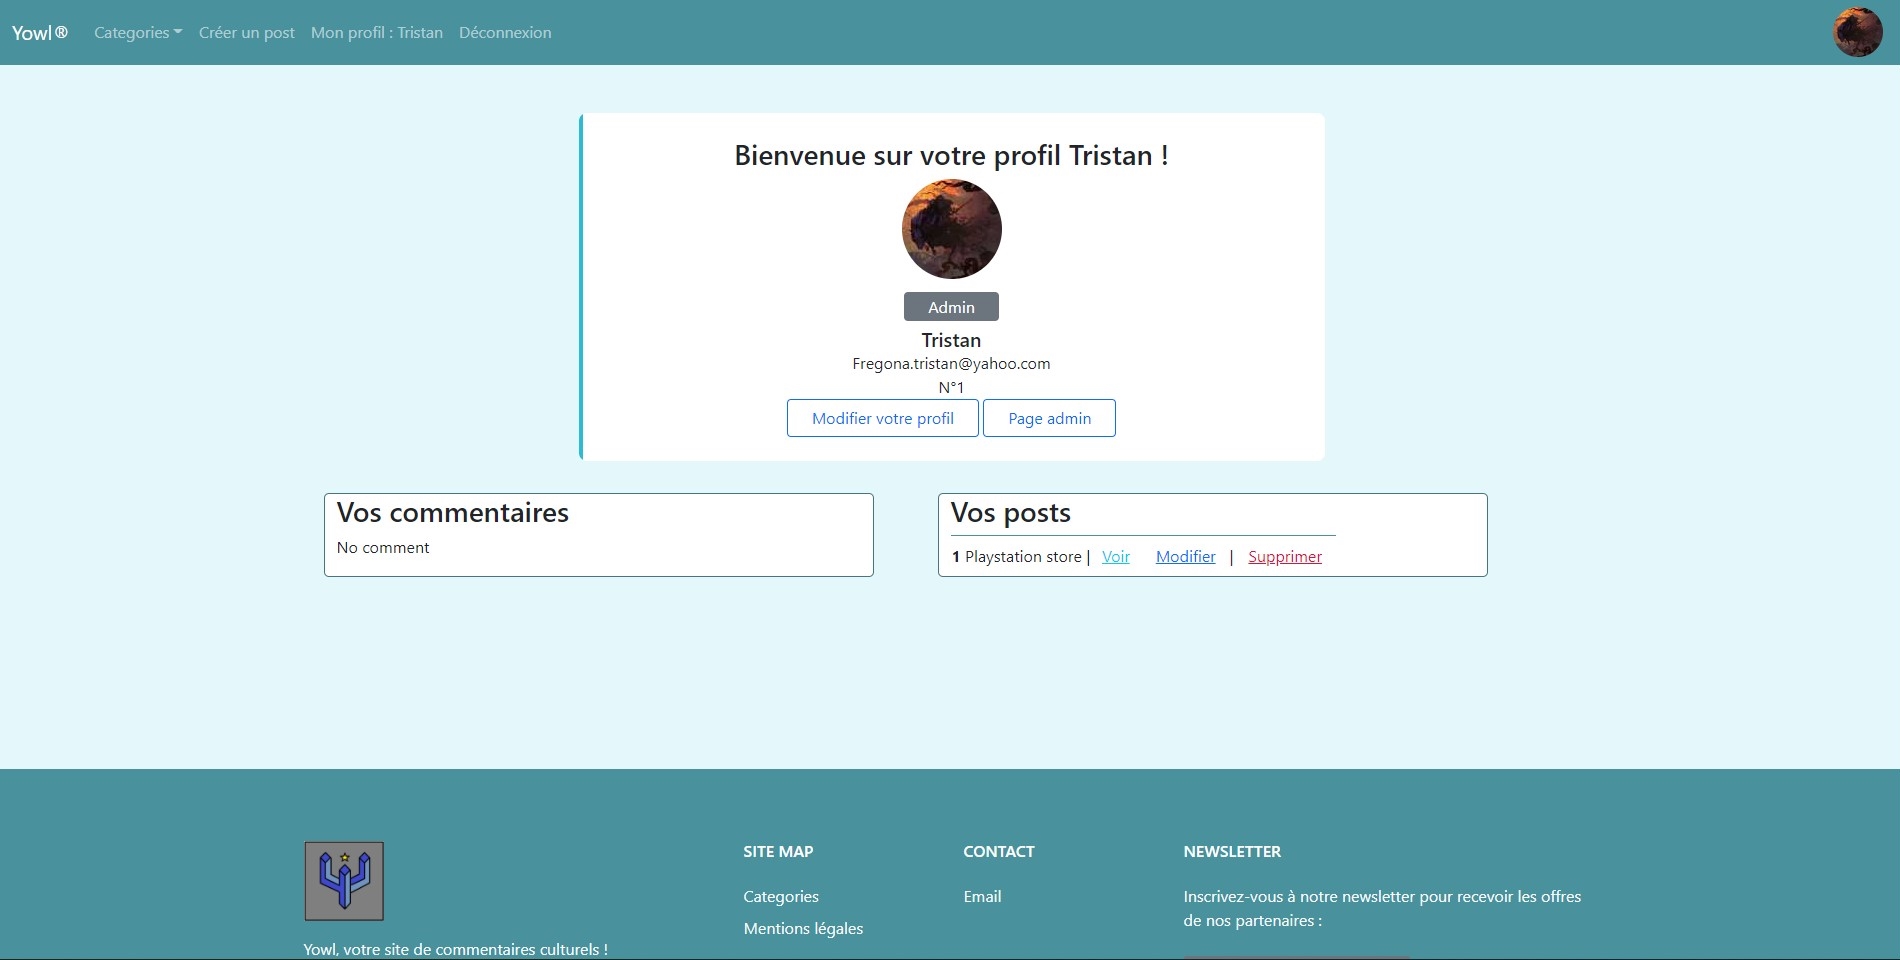 Yowl® Categories Créer un post Mon profil : Tristan Déconnexion
Bienvenue sur votre profil Tristan !
Admin
Tristan
Fregona.tristan@yahoo.com
N°1
Modifier votre profil Page admin
Vos commentaires
No comment
Vos posts
1 Playstation store | Voir Modifier | Supprimer
Yowl, votre site de commentaires culturels !
SITE MAP
Categories
Mentions légales
CONTACT
Email
NEWSLETTER
Inscrivez-vous à notre newsletter pour recevoir les offres
de nos partenaires :